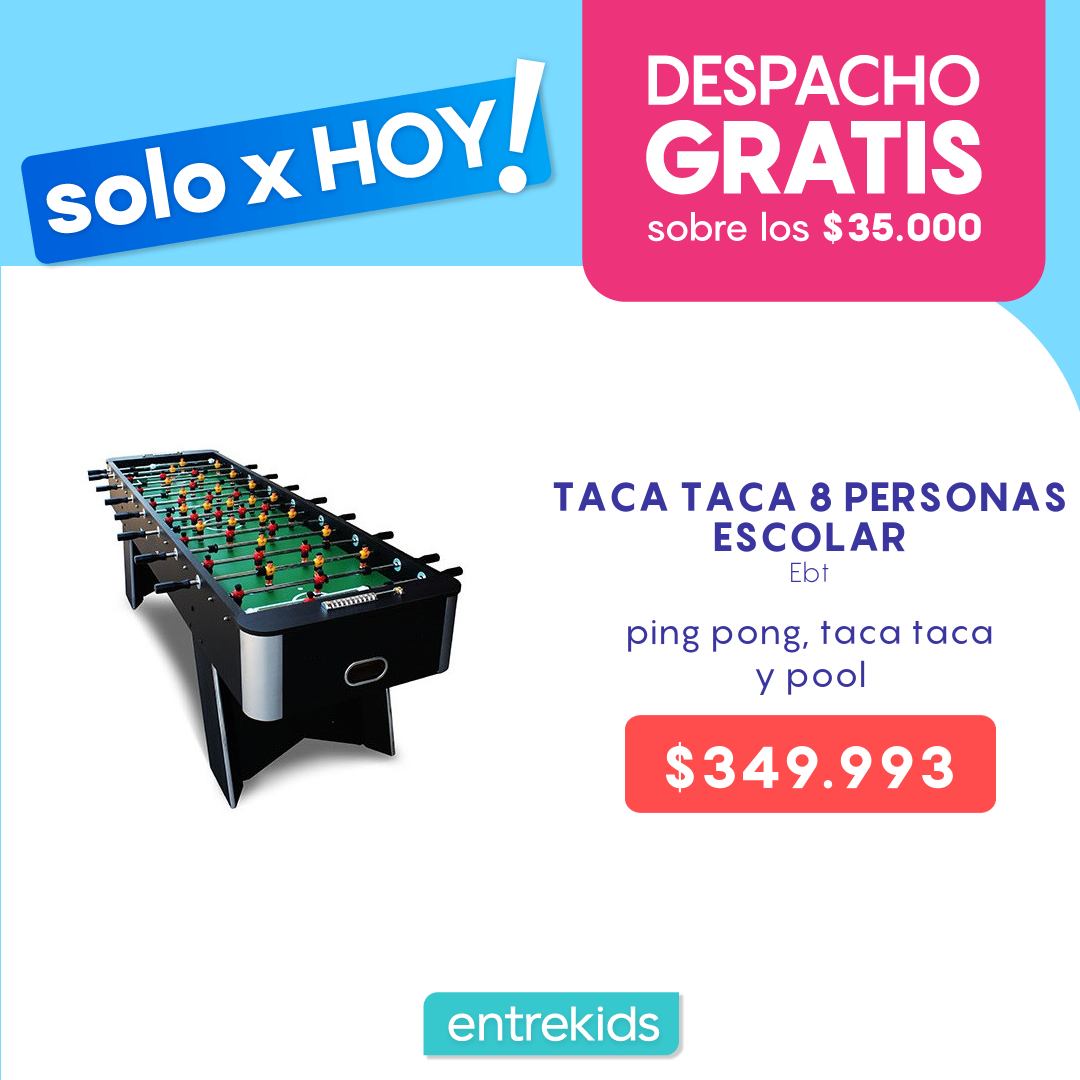 solo x HOY!
DESPACHO
GRATIS
sobre los $35.000
TACA TACA 8 PERSONAS
ESCOLAR
Ebt
ping pong, taca taca
y pool
$349.993
entrekids